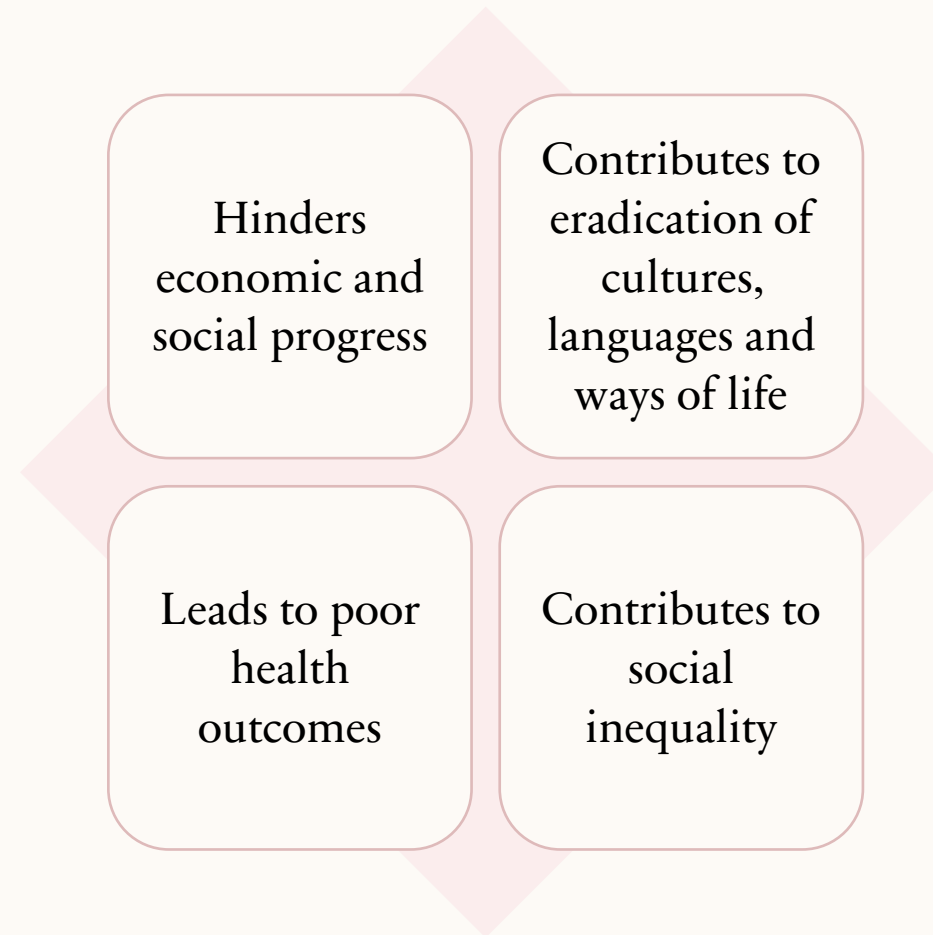 Hinders
economic and
social progress
Contributes to
eradication of
cultures,
languages and
ways of life
Leads to poor
health
outcomes
Contributes to
social
inequality